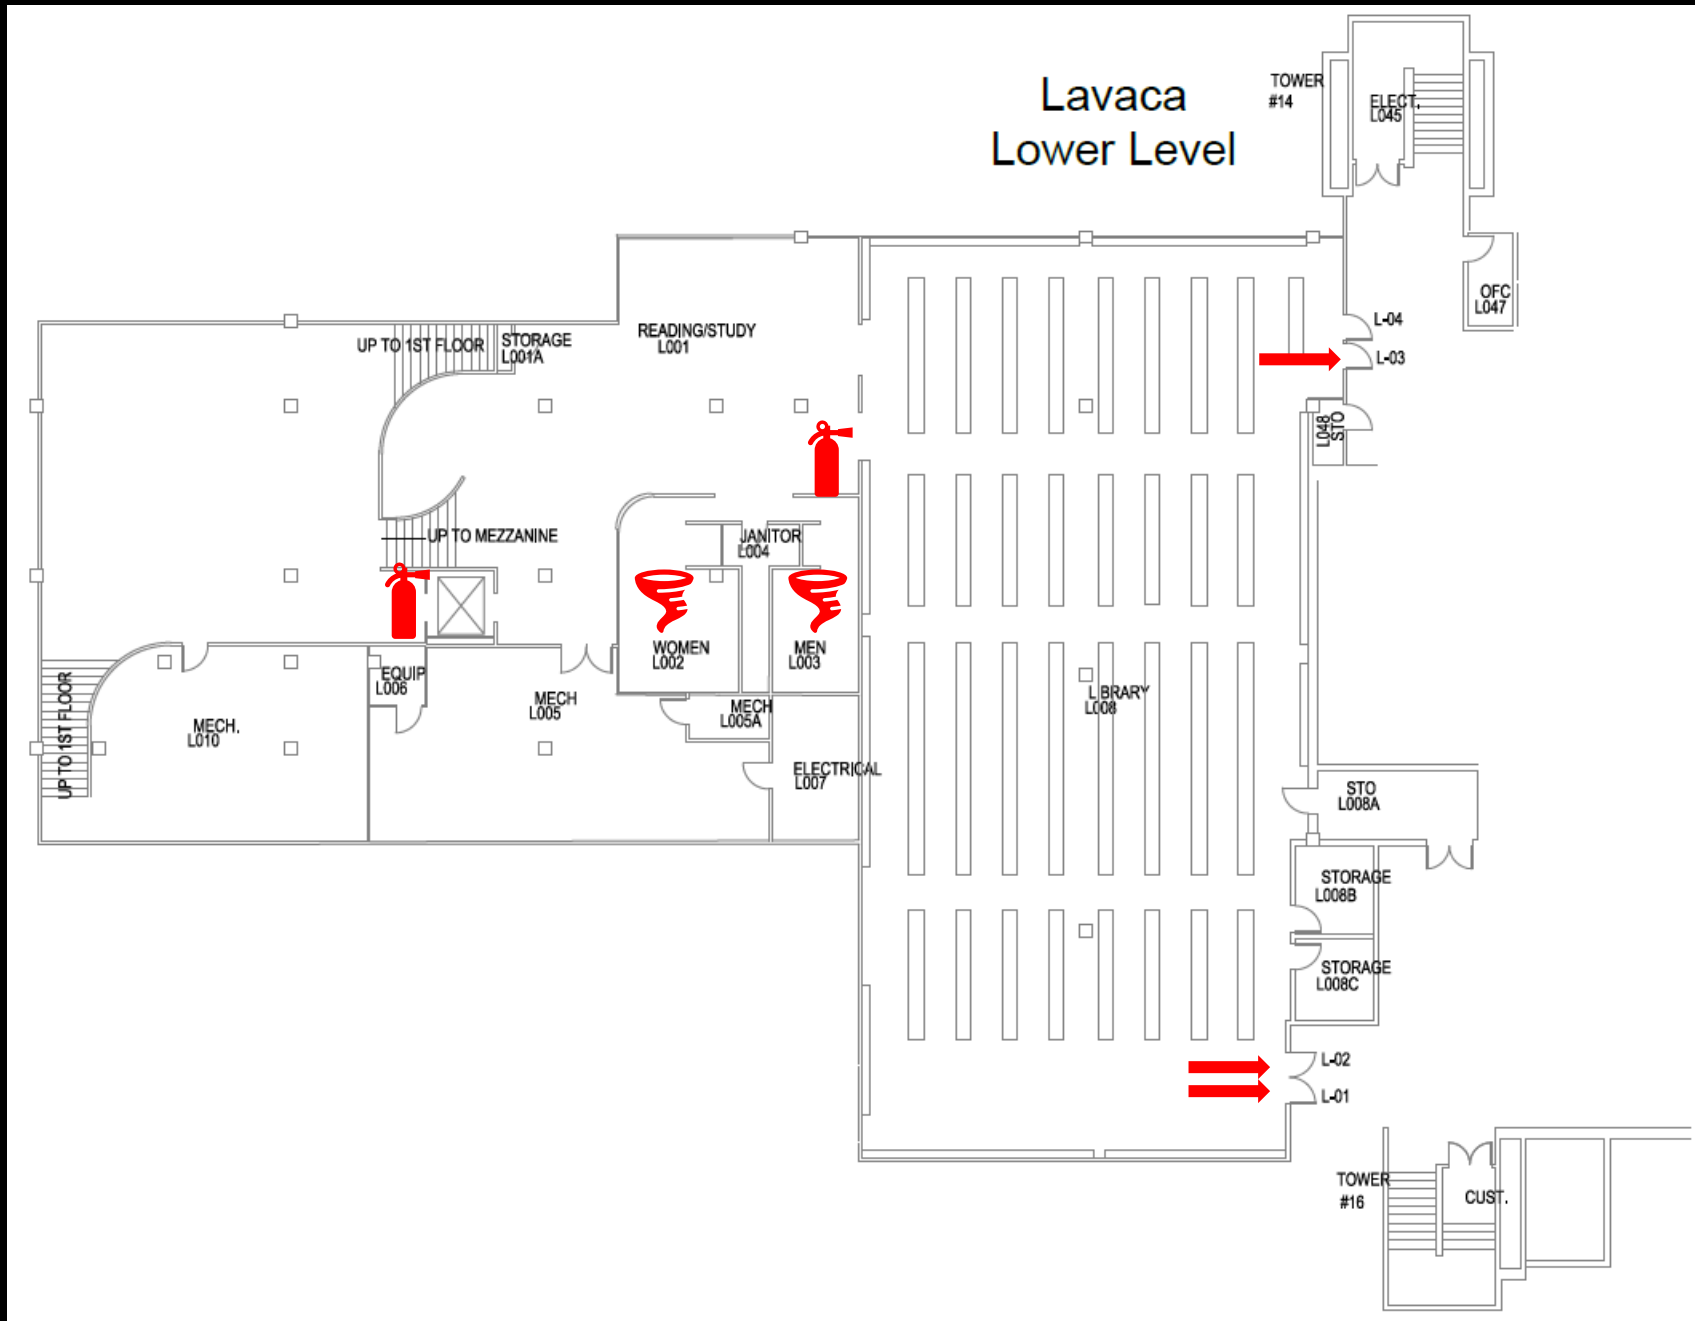 Lavaca
Lower Level
TOWER
#14
ELECT.
L045
OFC
L047
L-04
L-03
L048
STO
READING/STUDY
L001
UP TO 1ST FLOOR
STORAGE
L001A
UP TO MEZZANINE
JANITOR
L004
WOMEN
L002
MEN
L003
EQUIP
L006
MECH
L005
MECH
L005A
MECH.
L010
UP TO 1ST FLOOR
ELECTRICAL
L007
LIBRARY
L008
STO
L008A
STORAGE
L008B
STORAGE
L008C
L-02
L-01
TOWER
#16
CUST.